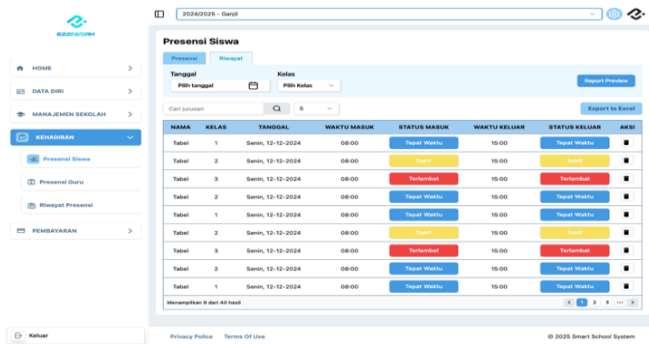 EZZIWORK
2024/2025 - Ganjil
HOME
DATA DIRI
MANAJEMEN SEKOLAH
KEHADIRAN
Presensi Siswa
Presensi Guru
Riwayat Presensi
PEMBAYARAN
Keluar
Presensi Siswa
Presensi Riwayat
Tanggal Kelas
Pilih tanggal Pilih Kelas Report Preview
Cari jurusan 5 Export to Excel
NAMA KELAS TANGGAL WAKTU MASUK STATUS MASUK WAKTU KELUAR STATUS KELUAR AKSI
Tabel 1 Senin, 12-12-2024 08:00 Tepat Waktu 15:00 Tepat Waktu
Tabel 2 Senin, 12-12-2024 08:00 Sakit 15:00 Sakit
Tabel 3 Senin, 12-12-2024 08:00 Terlambat 15:00 Terlambat
Tabel 2 Senin, 12-12-2024 08:00 Tepat Waktu 15:00 Tepat Waktu
Tabel 1 Senin, 12-12-2024 08:00 Tepat Waktu 15:00 Tepat Waktu
Tabel 2 Senin, 12-12-2024 08:00 Sakit 15:00 Sakit
Tabel 3 Senin, 12-12-2024 08:00 Terlambat 15:00 Terlambat
Tabel 2 Senin, 12-12-2024 08:00 Tepat Waktu 15:00 Tepat Waktu
Tabel 1 Senin, 12-12-2024 08:00 Tepat Waktu 15:00 Tepat Waktu
Menampilkan 9 dari 40 hasil < 1 2 3 ... >
Privacy Police Terms Of Use © 2025 Smart School System